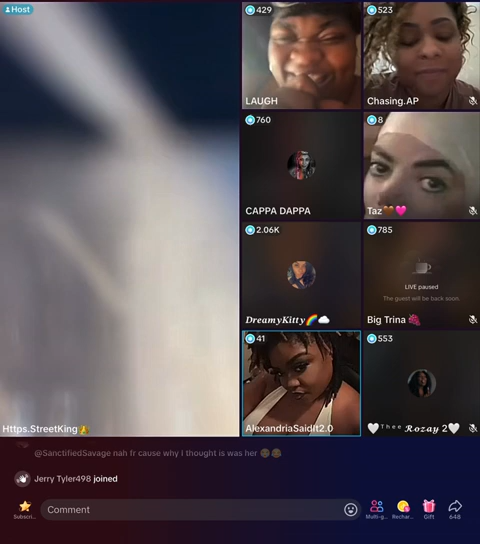 Host
429
LAUGH
523
Chasing.AP
760
CAPPA DAPPA
8
Taz🤎🩷
2.06K
DreamyKitty🌈☁️
785
LIVE paused
The guest will be back soon.
Big Trina 🍇
41
AlexandriaSaidIt2.0
553
🤍ᵀʰᵉᵉ 𝓡𝓸𝔃𝓪𝔂 2🤍
Https.StreetKing
@SanctifiedSavage nah fr cause why I thought is was her
Jerry Tyler498 joined
Subscri...
Comment
Multi-g...
Rechar...
Gift
648